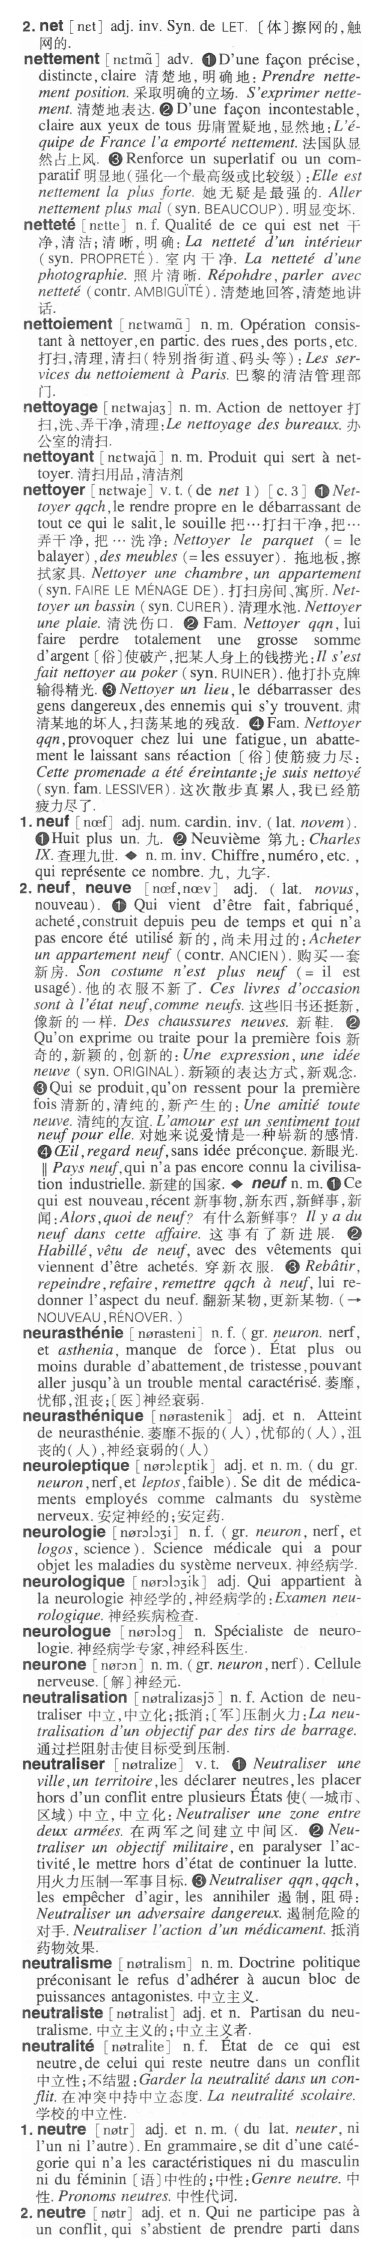 2. net [nɛt] adj. inv. Syn. de LET. 〔体〕擦网的,触
网的.
nettement [nɛtmɑ̃] adv. ❶D'une façon précise,
distincte,claire 清楚地,明确地: Prendre nette-
ment position. 采取明确的立场. S'exprimer nette-
ment. 清楚地表达. ❷D'une façon incontestable,
claire aux yeux de tous 毋庸置疑地,显然地: L'é-
quipe de France l'a emporté nettement. 法国队显
然占上风. ❸Renforce un superlatif ou un com-
paratif 明显地(强化一个最高级或比较级):Elle est
nettement la plus forte. 她无疑是最强的. Aller
nettement plus mal (syn. BEAUCOUP). 明显变坏.
netteté [nɛtte] n. f. Qualité de ce qui est net 干
净,清洁;清晰,明确: La netteté d'un intérieur
(syn. PROPRETÉ). 室内干净. La netteté d'une
photographie. 照片清晰. Répohdre, parler avec
netteté (contr. AMBIGUÏTÉ). 清楚地回答,清楚地讲
话.
nettoiement [nɛtwamɑ̃] n. m. Opération consis-
tant à nettoyer,en partic. des rues,des ports,etc.
打扫,清理,清扫(特别指街道、码头等): Les ser-
vices du nettoiement à Paris. 巴黎的清洁管理部
门.
nettoyage [nɛtwajaʒ] n. m. Action de nettoyer 打
扫,洗、弄干净,清理:Le nettoyage des bureaux. 办
公室的清扫.
nettoyant [nɛtwajɑ̃] n. m. Produit qui sert à net-
toyer. 清扫用品,清洁剂
nettoyer [nɛtwaje] v. t. (de net 1) [c. 3] ❶Net-
toyer qqch,le rendre propre en le débarrassant de
tout ce qui le salit,le souille 把…打扫干净,把…
弄干净,把…洗净: Nettoyer le parquet (= le
balayer),des meubles (=les essuyer). 拖地板,擦
拭家具. Nettoyer une chambre, un appartement
(syn. FAIRE LE MÉNAGE DE). 打扫房间、寓所. Net-
toyer un bassin (syn. CURER). 清理水池. Nettoyer
une plaie. 清洗伤口. ❷ Fam. Nettoyer qqn, lui
faire perdre totalement une grosse somme
d'argent 〔俗〕使破产,把某人身上的钱捞光:Il s'est
fait nettoyer au poker (syn. RUINER). 他打扑克牌
输得精光. ❸Nettoyer un lieu,le débarrasser des
gens dangereux,des ennemis qui s'y trouvent. 肃
清某地的坏人,扫荡某地的残敌. ❹Fam. Nettoyer
qqn,provoquer chez lui une fatigue,un abatte-
ment le laissant sans réaction 〔俗〕使筋疲力尽:
Cette promenade a été éreintante;je suis nettoyé
(syn. fam. LESSIVER). 这次散步真累人,我已经筋
疲力尽了.
1. neuf [nœf] adj. num. cardin. inv. (lat. novem).
❶Huit plus un. 九. ❷ Neuvième 第九: Charles
IX. 查理九世. ◆ n. m. inv. Chiffre,numéro,etc. ,
qui représente ce nombre. 九,九字.
2. neuf, neuve [nœf,nœv] adj. (lat. novus,
nouveau). ❶ Qui vient d'être fait, fabriqué,
acheté,construit depuis peu de temps et qui n'a
pas encore été utilisé 新的,尚未用过的: Acheter
un appartement neuf (contr. ANCIEN). 购买一套
新房. Son costume n'est plus neuf (= il est
usagé). 他的衣服不新了. Ces livres d'occasion
sont à l'état neuf,comme neufs. 这些旧书还挺新,
像新的一样. Des chaussures neuves. 新鞋. ❷
Qu'on exprime ou traite pour la première fois 新
奇的,新颖的,创新的: Une expression, une idée
neuve (syn. ORIGINAL). 新颖的表达方式,新观念.
❸Qui se produit,qu'on ressent pour la première
fois 清新的,清纯的,新产生的: Une amitié toute
neuve. 清纯的友谊. L'amour est un sentiment tout
neuf pour elle. 对她来说爱情是一种崭新的感情.
❹Œil,regard neuf,sans idée préconçue. 新眼光.
‖ Pays neuf,qui n'a pas encore connu la civilisa-
tion industrielle. 新建的国家. ◆ neuf n. m. ❶Ce
qui est nouveau,récent 新事物,新东西,新鲜事,新
闻: Alors,quoi de neuf? 有什么新鲜事? Il y a du
neuf dans cette affaire. 这事有了新进展. ❷
Habillé, vêtu de neuf, avec des vêtements qui
viennent d'être achetés. 穿新衣服. ❸ Rebâtir,
repeindre,refaire, remettre qqch à neuf, lui re-
donner l'aspect du neuf. 翻新某物,更新某物. (→
NOUVEAU,RÉNOVER.)
neurasthénie [nørasteni] n. f. (gr. neuron. nerf,
et asthenia, manque de force). État plus ou
moins durable d'abattement,de tristesse,pouvant
aller jusqu'à un trouble mental caractérisé. 萎靡,
忧郁,沮丧;〔医〕神经衰弱.
neurasthénique [nørastenik] adj. et n. Atteint
de neurasthénie. 萎靡不振的(人),忧郁的(人),沮
丧的(人),神经衰弱的(人)
neuroleptique [nørɔlɛptik] adj. et n. m. (du gr.
neuron,nerf,et leptos,faible). Se dit de médica-
ments employés comme calmants du système
nerveux. 安定神经的;安定药.
neurologie [nørɔlɔʒi] n. f. (gr. neuron, nerf, et
logos, science). Science médicale qui a pour
objet les maladies du système nerveux. 神经病学.
neurologique [nørɔlɔʒik] adj. Qui appartient à
la neurologie 神经学的,神经病学的:Examen neu-
rologique. 神经疾病检查.
neurologue [nørɔlɔg] n. Spécialiste de neuro-
logie. 神经病学专家,神经科医生.
neurone [nørɔn] n. m. (gr. neuron,nerf). Cellule
nerveuse. 〔解〕神经元.
neutralisation [nøtralizasjɔ̃] n. f. Action de neu-
traliser 中立,中立化;抵消;〔军〕压制火力:La neu-
tralisation d'un objectif par des tirs de barrage.
通过拦阻射击使目标受到压制.
neutraliser [nøtralize] v. t. ❶ Neutraliser une
ville,un territoire,les déclarer neutres,les placer
hors d'un conflit entre plusieurs États 使(一城市、
区域)中立,中立化: Neutraliser une zone entre
deux armées. 在两军之间建立中间区. ❷ Neu-
traliser un objectif militaire, en paralyser l'ac-
tivité,le mettre hors d'état de continuer la lutte.
用火力压制一军事目标. ❸Neutraliser qqn,qqch,
les empêcher d'agir, les annihiler 遏制,阻碍:
Neutraliser un adversaire dangereux. 遏制危险的
对手. Neutraliser l'action d'un médicament. 抵消
药物效果.
neutralisme [nøtralism] n. m. Doctrine politique
préconisant le refus d'adhérer à aucun bloc de
puissances antagonistes. 中立主义.
neutraliste [nøtralist] adj. et n. Partisan du neu-
tralisme. 中立主义的;中立主义者.
neutralité [nøtralite] n. f. État de ce qui est
neutre,de celui qui reste neutre dans un conflit
中立性;不结盟:Garder la neutralité dans un con-
flit. 在冲突中持中立态度. La neutralité scolaire.
学校的中立性.
1. neutre [nøtr] adj. et n. m. (du lat. neuter, ni
l'un ni l'autre). En grammaire,se dit d'une caté-
gorie qui n'a les caractéristiques ni du masculin
ni du féminin 〔语〕中性的;中性:Genre neutre. 中
性. Pronoms neutres. 中性代词.
2. neutre [nøtr] adj. et n. Qui ne participe pas à
un conflit, qui s'abstient de prendre parti dans